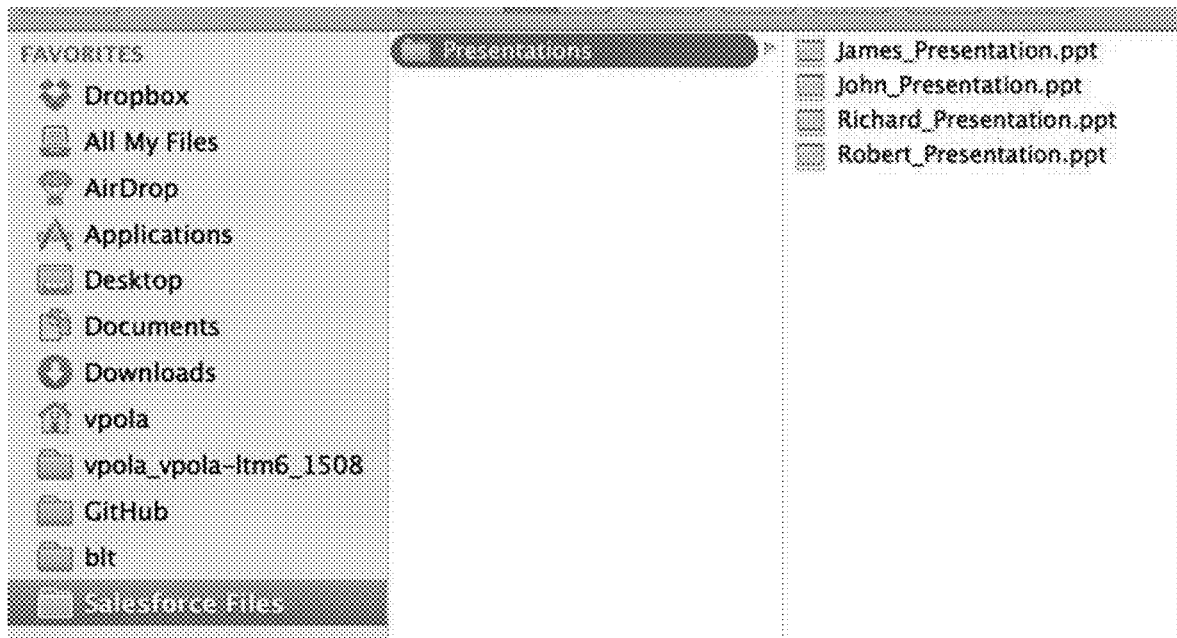 FAVORITES
Dropbox
All My Files
AirDrop
Applications
Desktop
Documents
Downloads
vpola
vpola_vpola-ltm6_1508
GitHub
blt
Salesforce Files
Presentations
James_Presentation.ppt
John_Presentation.ppt
Richard_Presentation.ppt
Robert_Presentation.ppt